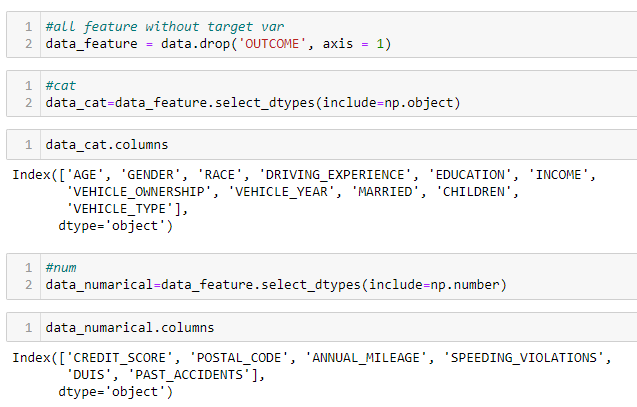 1 #all feature without target var
2 data_feature = data.drop('OUTCOME', axis = 1)
1 #cat
2 data_cat=data_feature.select_dtypes(include=np.object)
1 data_cat.columns
Index(['AGE', 'GENDER', 'RACE', 'DRIVING_EXPERIENCE', 'EDUCATION', 'INCOME',
'VEHICLE_OWNERSHIP', 'VEHICLE_YEAR', 'MARRIED', 'CHILDREN',
'VEHICLE_TYPE'],
dtype='object')
1 #num
2 data_numarical=data_feature.select_dtypes(include=np.number)
1 data_numarical.columns
Index(['CREDIT_SCORE', 'POSTAL_CODE', 'ANNUAL_MILEAGE', 'SPEEDING_VIOLATIONS',
'DUIS', 'PAST_ACCIDENTS'],
dtype='object')